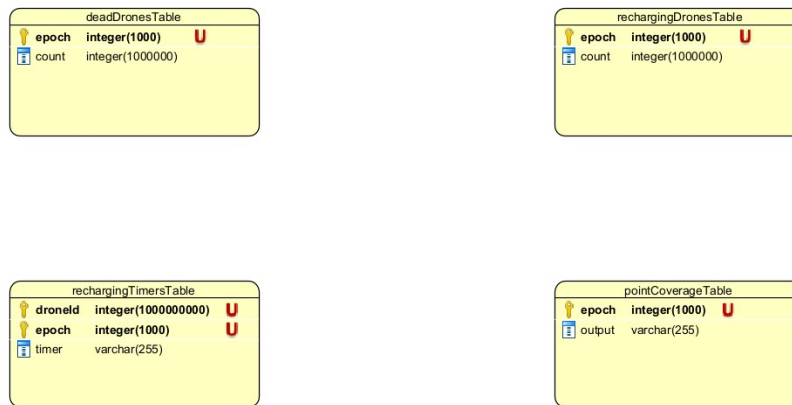 deadDronesTable
epoch integer(1000) U
count integer(1000000)
rechargingDronesTable
epoch integer(1000) U
count integer(1000000)
rechargingTimersTable
droneId integer(1000000000) U
epoch integer(1000) U
timer varchar(255)
pointCoverageTable
epoch integer(1000) U
output varchar(255)